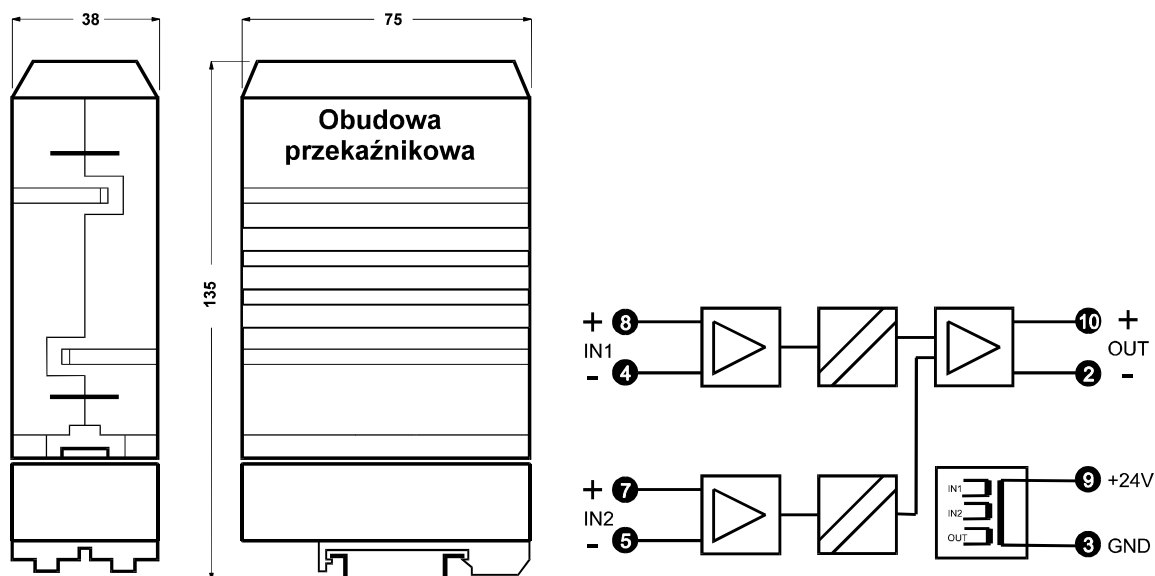 38
75
135
Obudowa
przekaźnikowa
+ 8
IN1
- 4
10 +
OUT
2 -
+ 7
IN2
- 5
IN1
IN2
OUT
9 +24V
3 GND